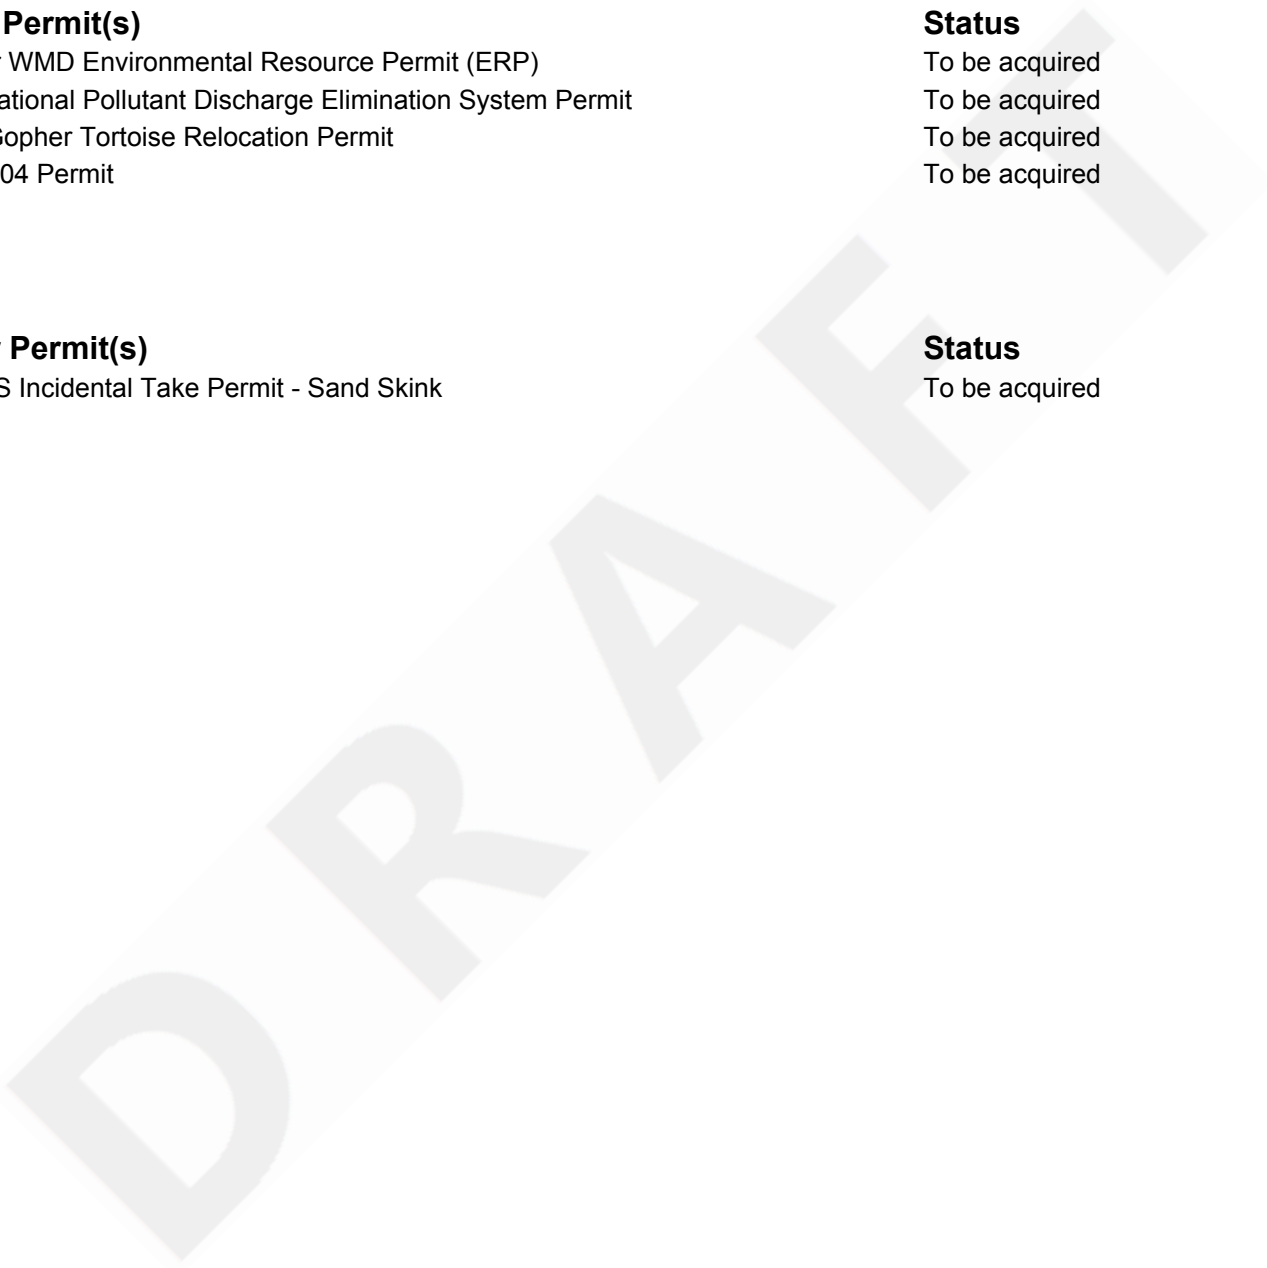 Permit(s) Status
WMD Environmental Resource Permit (ERP) To be acquired
ational Pollutant Discharge Elimination System Permit To be acquired
Gopher Tortoise Relocation Permit To be acquired
04 Permit To be acquired
Permit(s) Status
S Incidental Take Permit - Sand Skink To be acquired
DRAFT